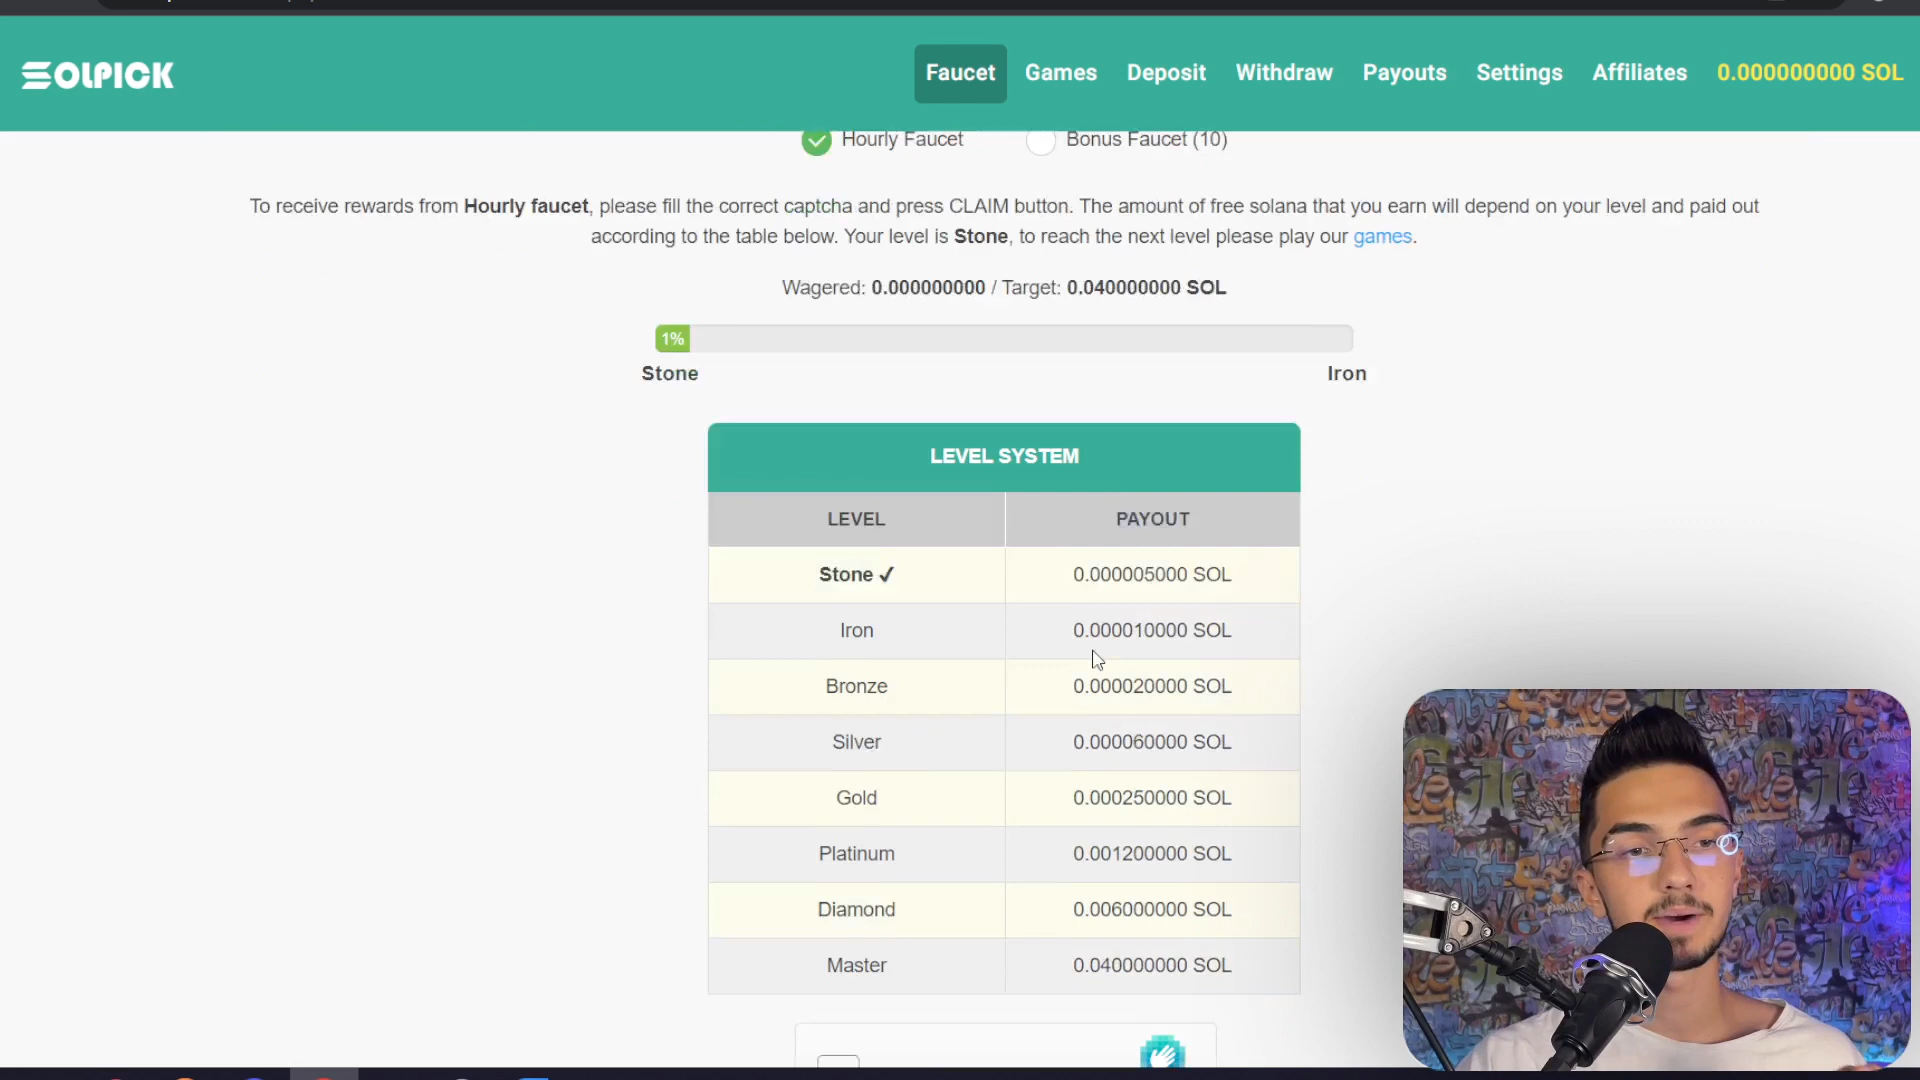 SOLPICK
Faucet Games Deposit Withdraw Payouts Settings Affiliates 0.000000000 SOL
Hourly Faucet Bonus Faucet (10)
To receive rewards from Hourly faucet, please fill the correct captcha and press CLAIM button. The amount of free solana that you earn will depend on your level and paid out
according to the table below. Your level is Stone, to reach the next level please play our games.
Wagered: 0.000000000 / Target: 0.040000000 SOL
1%
Stone Iron
LEVEL SYSTEM
LEVEL PAYOUT
Stone ✓ 0.000005000 SOL
Iron 0.000010000 SOL
Bronze 0.000020000 SOL
Silver 0.000060000 SOL
Gold 0.000250000 SOL
Platinum 0.001200000 SOL
Diamond 0.006000000 SOL
Master 0.040000000 SOL